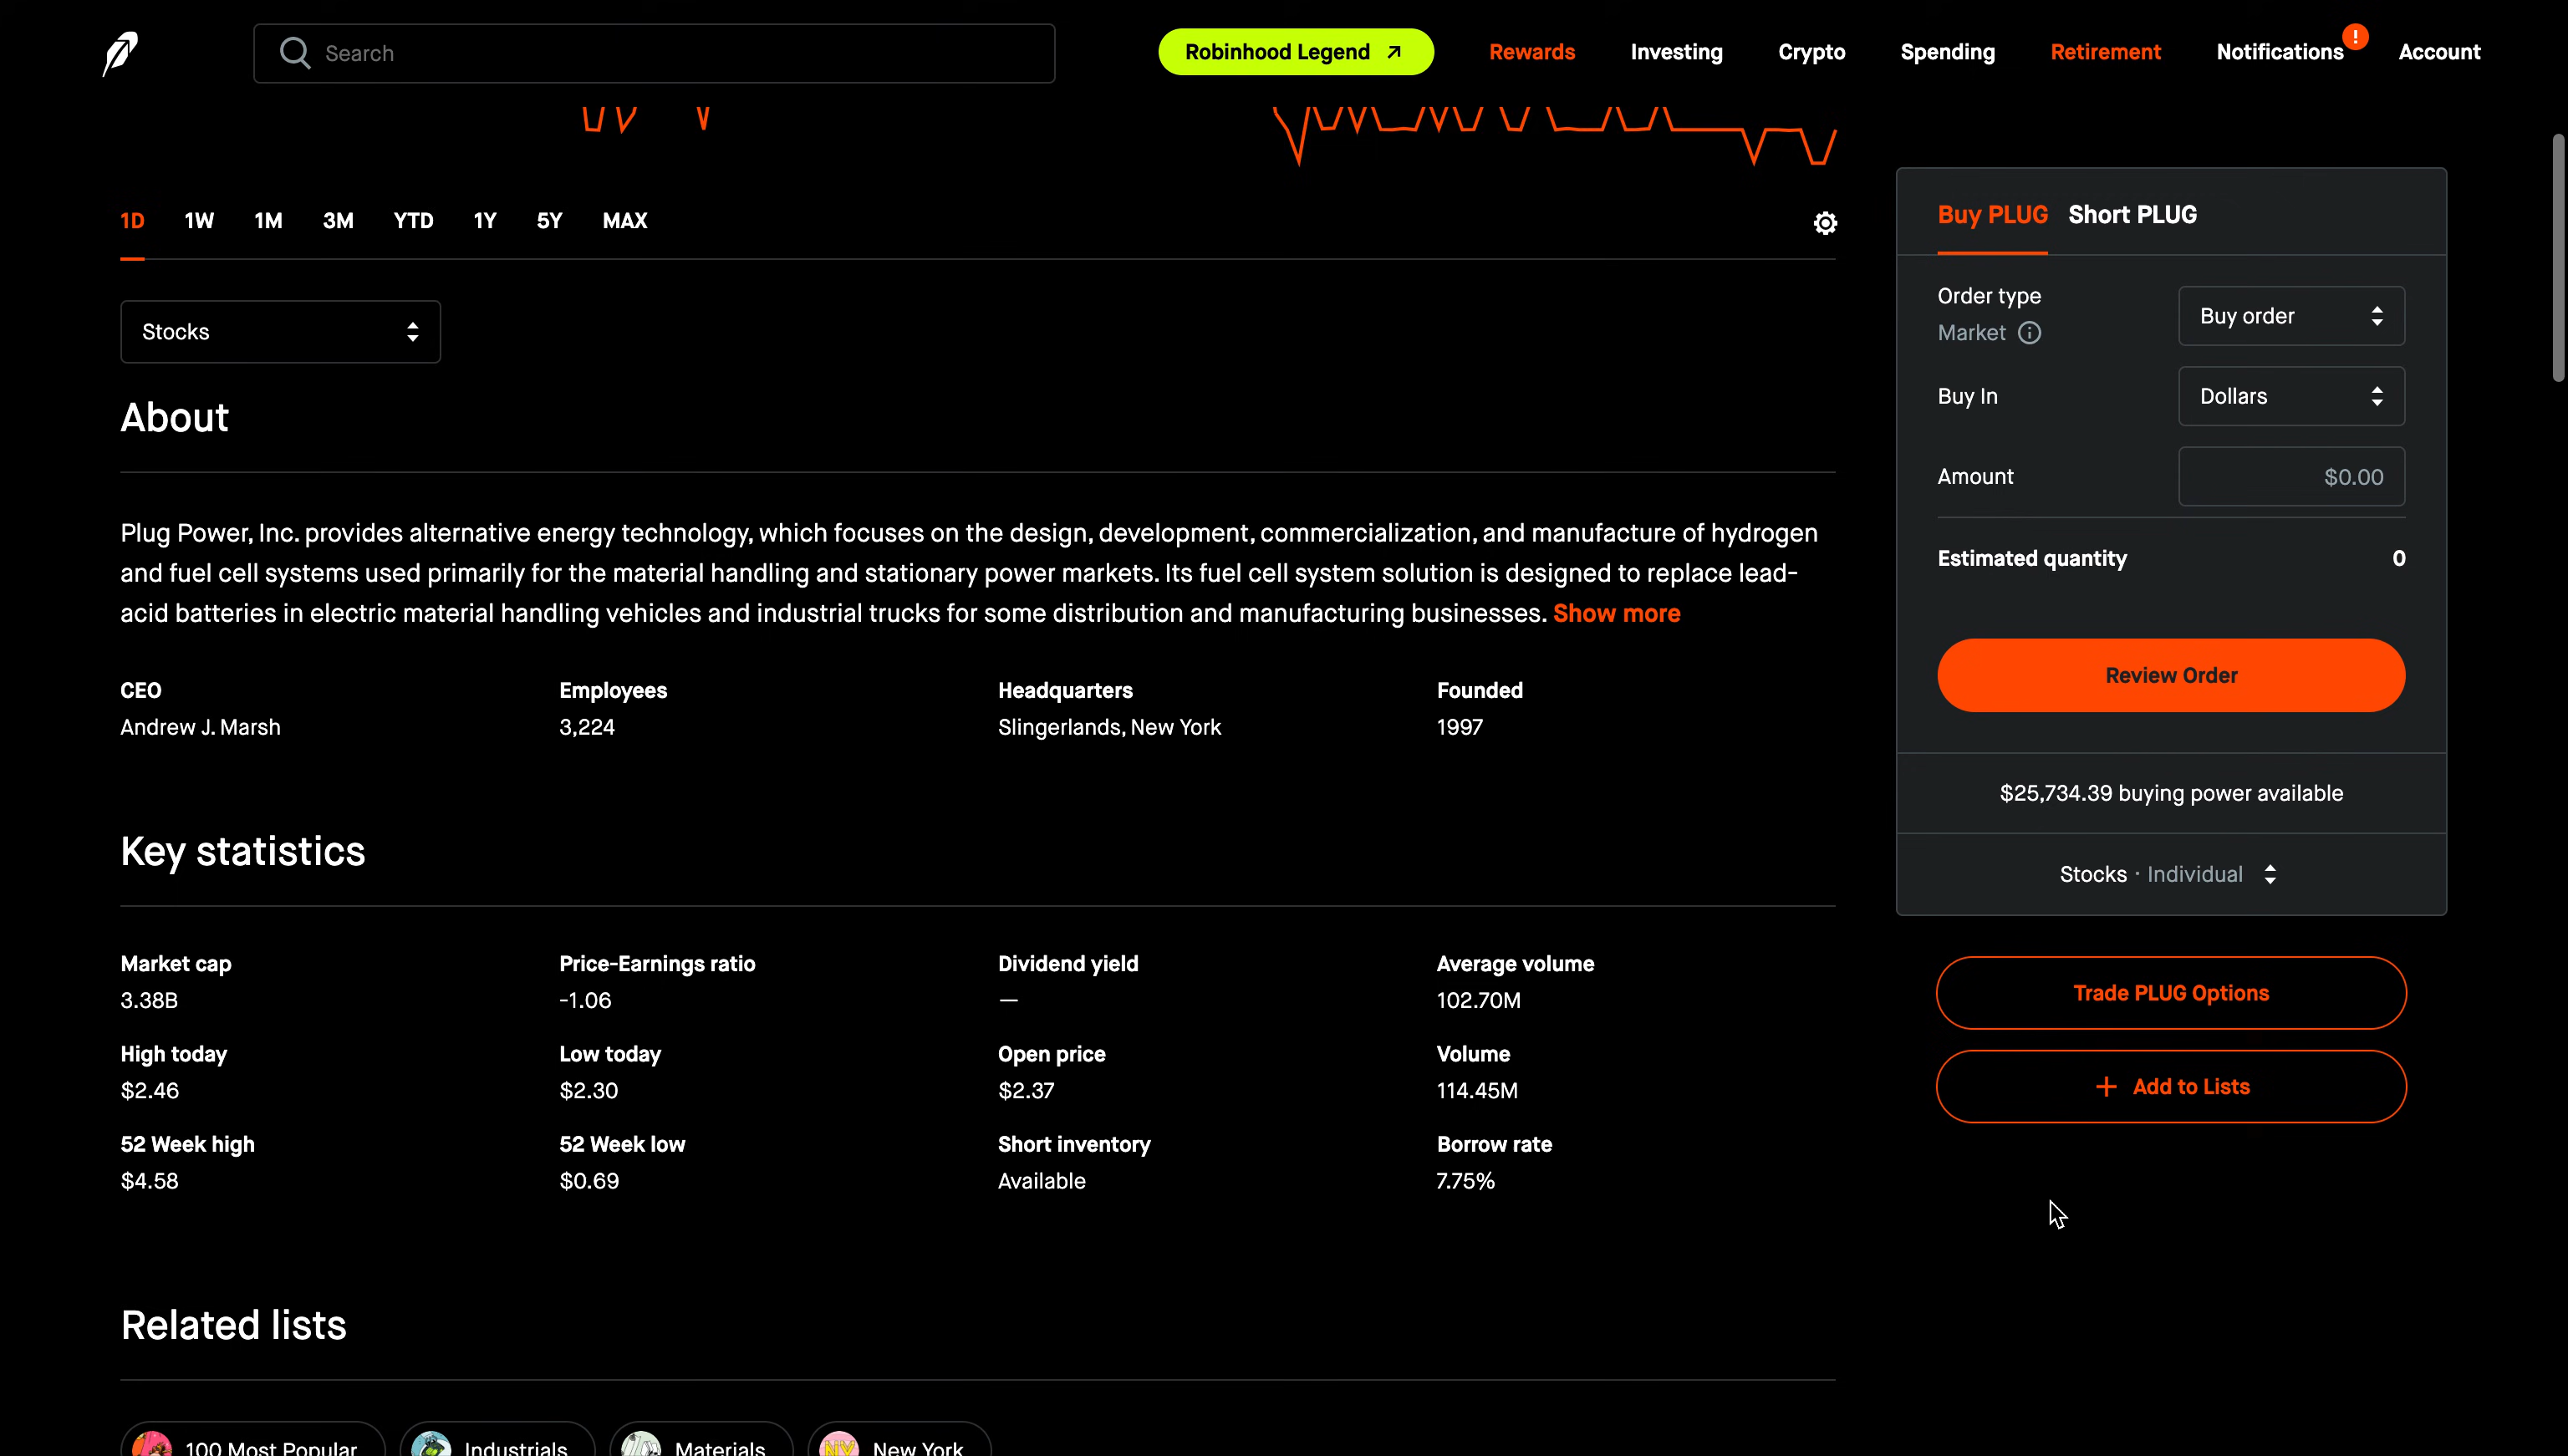 Search
Robinhood Legend
Rewards
Investing
Crypto
Spending
Retirement
Notifications
!
Account
1D 1W 1M 3M YTD 1Y 5Y MAX
Stocks
About
Plug Power, Inc. provides alternative energy technology, which focuses on the design, development, commercialization, and manufacture of hydrogen
and fuel cell systems used primarily for the material handling and stationary power markets. Its fuel cell system solution is designed to replace lead-
acid batteries in electric material handling vehicles and industrial trucks for some distribution and manufacturing businesses. Show more
CEO
Andrew J. Marsh
Employees
3,224
Headquarters
Slingerlands, New York
Founded
1997
Key statistics
Market cap
3.38B
Price-Earnings ratio
-1.06
Dividend yield
—
Average volume
102.70M
High today
$2.46
Low today
$2.30
Open price
$2.37
Volume
114.45M
52 Week high
$4.58
52 Week low
$0.69
Short inventory
Available
Borrow rate
7.75%
Related lists
100 Most Popular
Industrials
Materials
NY
New York
Buy PLUG Short PLUG
Order type
Market
Buy order
Buy In
Dollars
Amount
$0.00
Estimated quantity 0
Review Order
$25,734.39 buying power available
Stocks · Individual
Trade PLUG Options
+ Add to Lists